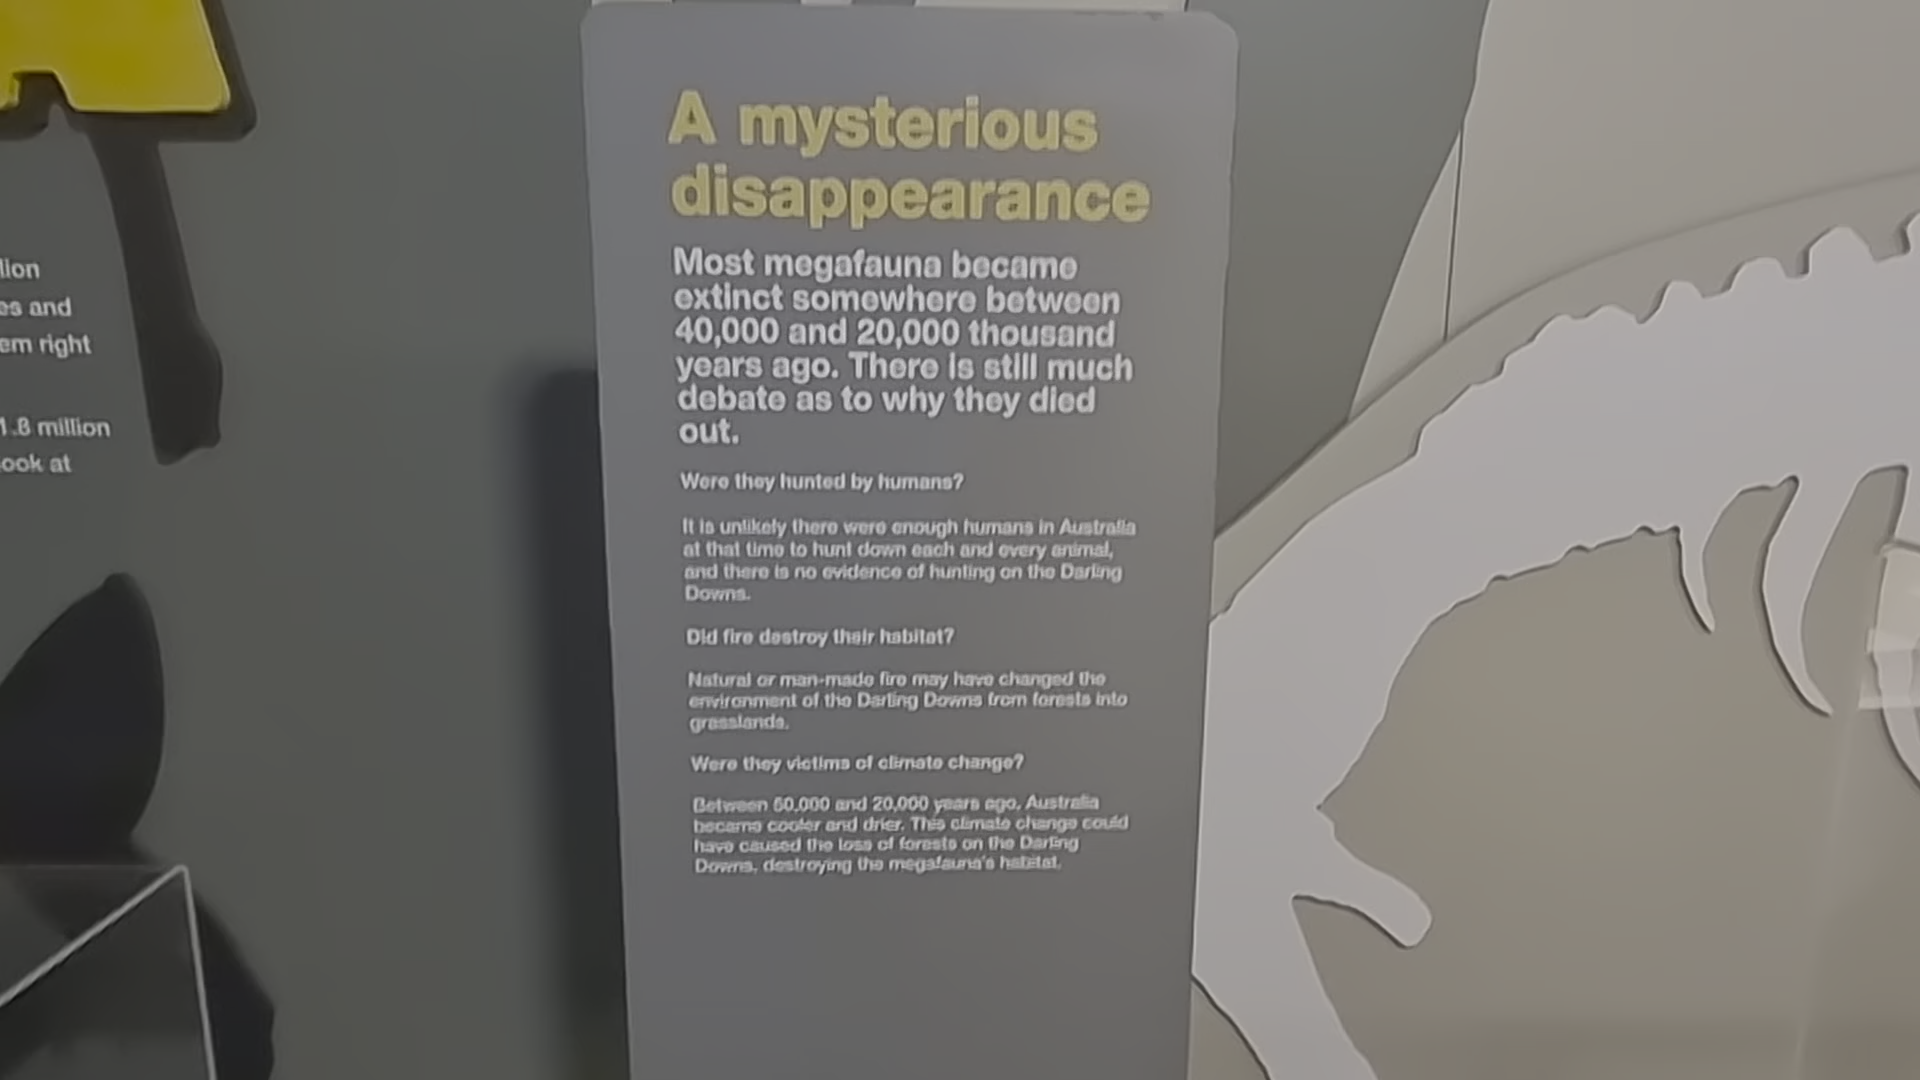 lion
es and
em right
1.8 million
ook at
A mysterious
disappearance
Most megafauna became
extinct somewhere between
40,000 and 20,000 thousand
years ago. There is still much
debate as to why they died
out.
Were they hunted by humans?
It is unlikely there were enough humans in Australia
at that time to hunt down each and every animal,
and there is no evidence of hunting on the Darling
Downs.
Did fire destroy their habitat?
Natural or man-made fire may have changed the
environment of the Darling Downs from forests into
grasslands.
Were they victims of climate change?
Between 50,000 and 20,000 years ago, Australia
became cooler and drier. This climate change could
have caused the loss of forests on the Darling
Downs, destroying the megafauna's habitat.